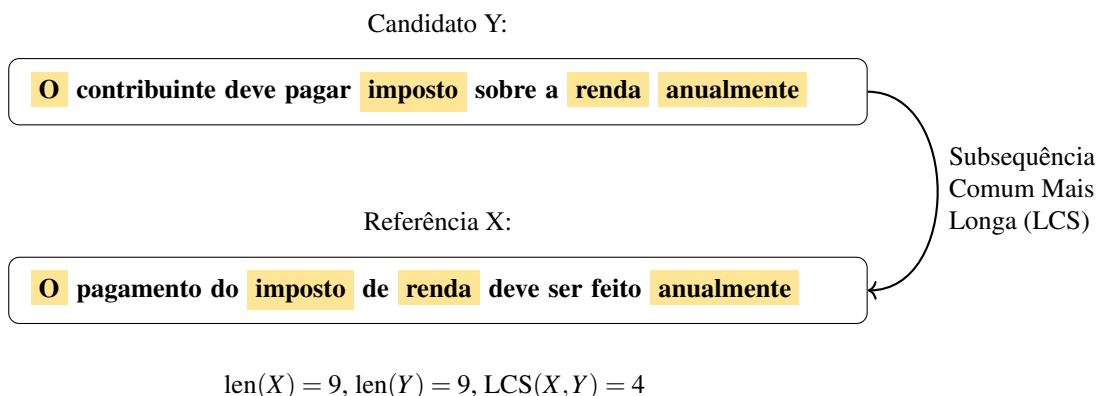 Candidato Y:
O contribuinte deve pagar imposto sobre a renda anualmente
Subsequência
Comum Mais
Longa (LCS)
Referência X:
O pagamento do imposto de renda deve ser feito anualmente
len(X) = 9, len(Y) = 9, LCS(X,Y) = 4